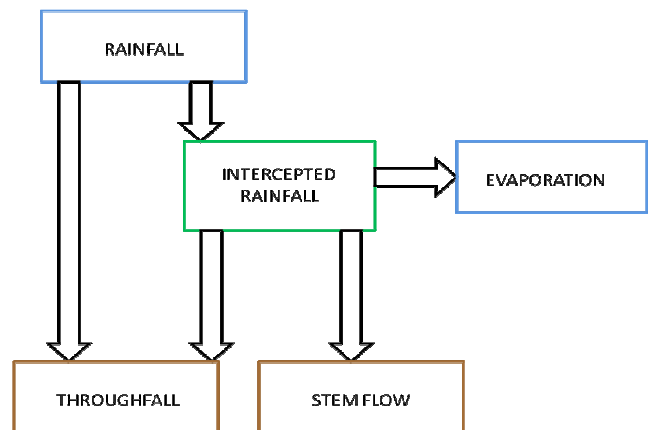 RAINFALL
INTERCEPTED
RAINFALL
EVAPORATION
THROUGHFALL
STEM FLOW